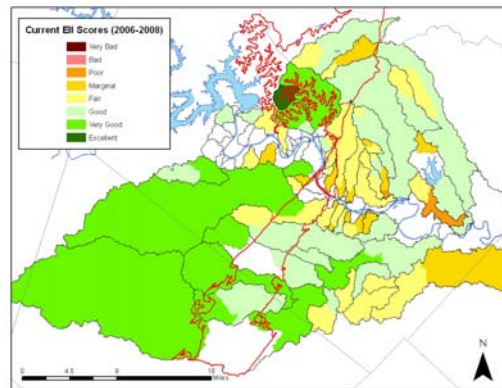 Current EII Scores (2006-2008)
Very Bad
Bad
Poor
Marginal
Fair
Good
Very Good
Excellent
N
0
4.5
9
18
Miles